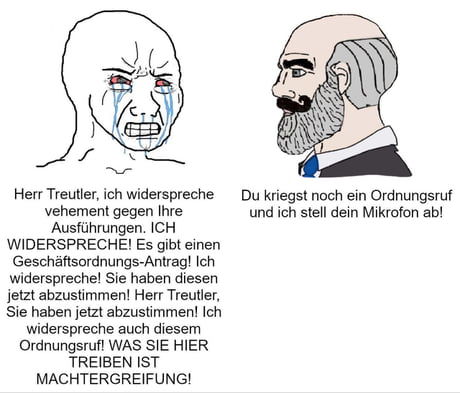 Herr Treutler, ich widerspreche
vehement gegen Ihre
Ausführungen. ICH
WIDERSPRECHE! Es gibt einen
Geschäftsordnungs-Antrag! Ich
widerspreche! Sie haben diesen
jetzt abzustimmen! Herr Treutler,
Sie haben jetzt abzustimmen! Ich
widerspreche auch diesem
Ordnungsruf! WAS SIE HIER
TREIBEN IST
MACHTERGREIFUNG!
Du kriegst noch ein Ordnungsruf
und ich stell dein Mikrofon ab!